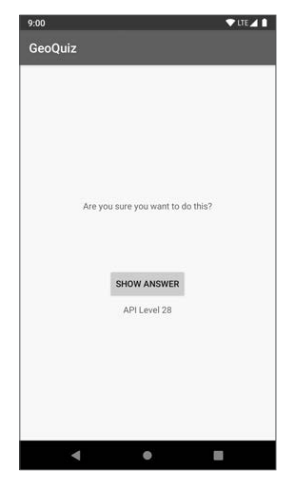 9:00 LTE
GeoQuiz
Are you sure you want to do this?
SHOW ANSWER
API Level 28